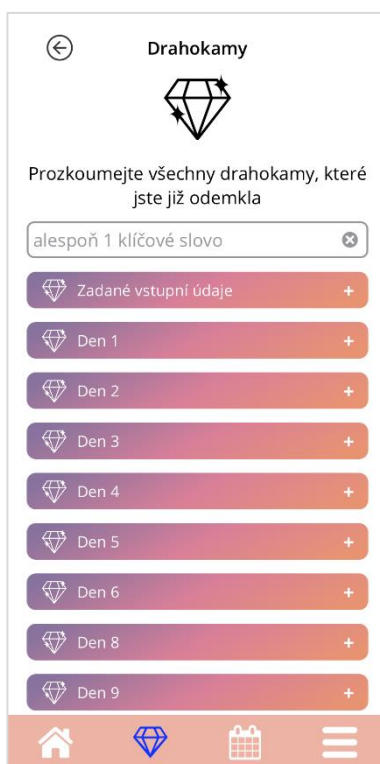 Drahokamy
Prozkoumejte všechny drahokamy, které
jste již odemkla
alespoň 1 klíčové slovo
Zadané vstupní údaje +
Den 1 +
Den 2 +
Den 3 +
Den 4 +
Den 5 +
Den 6 +
Den 8 +
Den 9 +